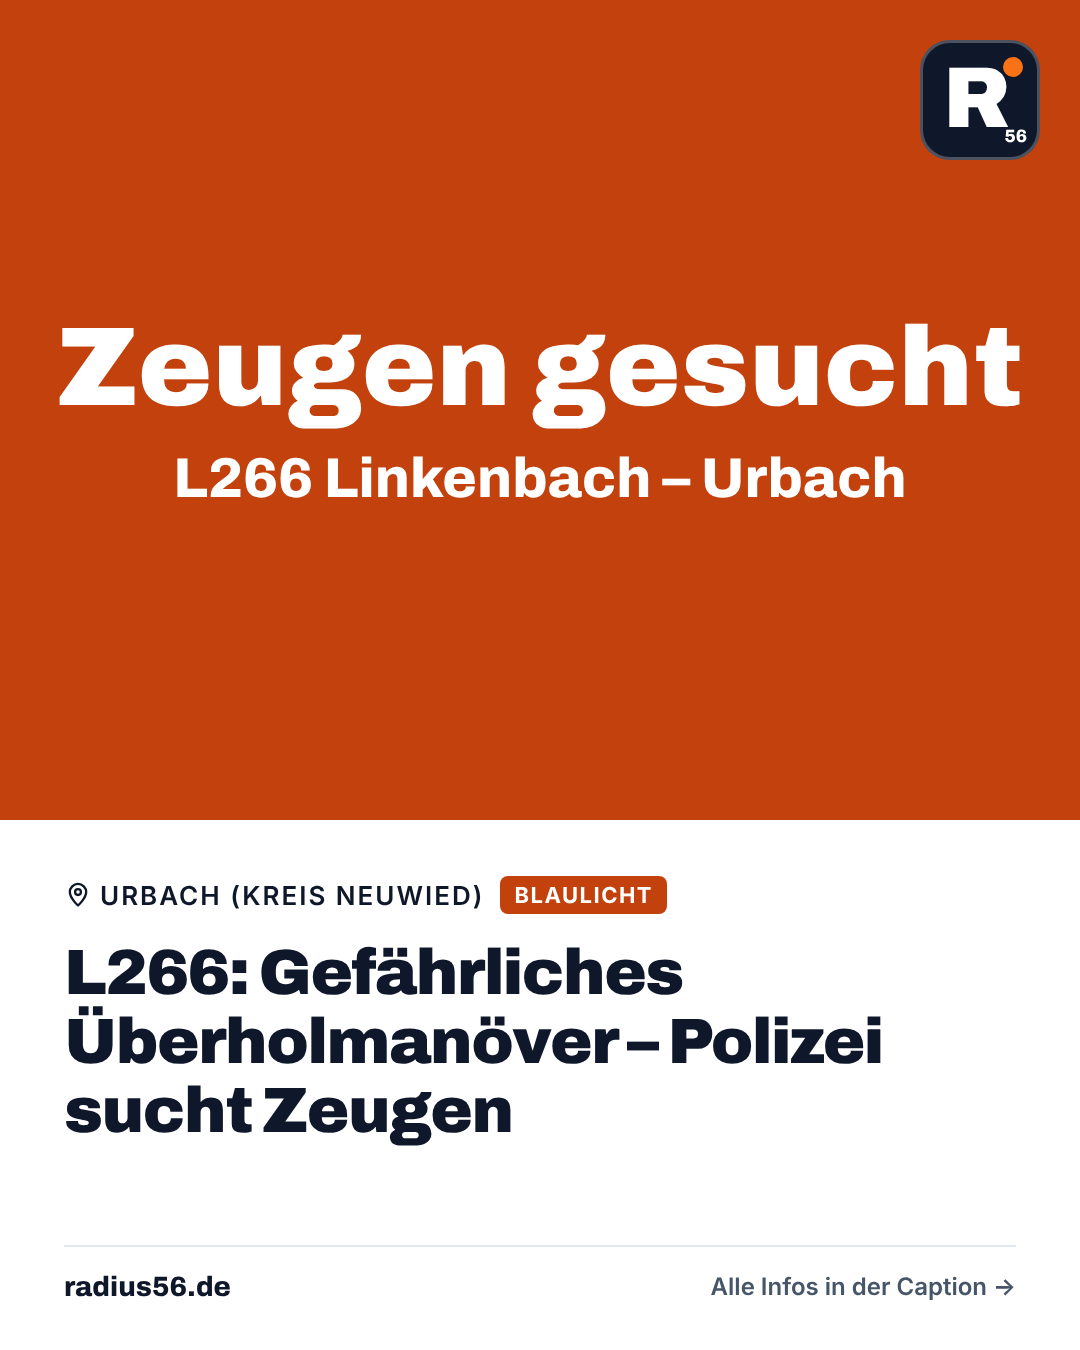 R
56
Zeugen gesucht
L266 Linkenbach – Urbach
URBACH (KREIS NEUWIED) BLAULICHT
L266: Gefährliches
Überholmanöver – Polizei
sucht Zeugen
radius56.de
Alle Infos in der Caption →